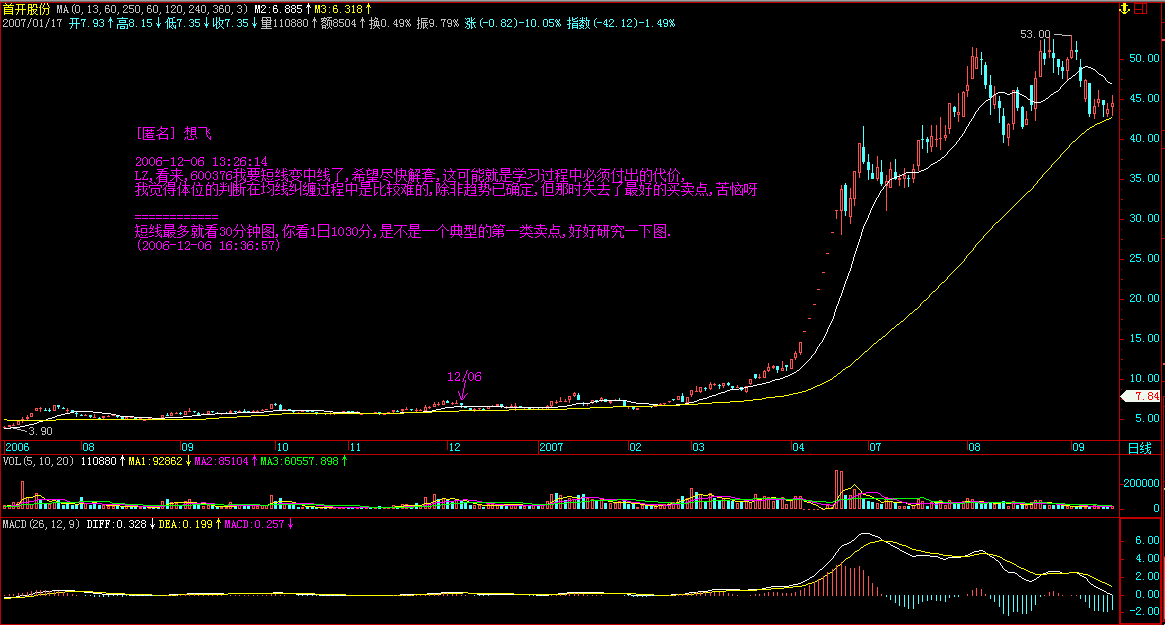 首开股份 MA(0,13,60,250,60,120,240,360,3) M2:6.885↑M3:6.318↑
2007/01/17 开7.93↑高8.15↓低7.35↓收7.35↓量110880↑额8504↑换0.49% 振9.79% 涨(-0.82)-10.05% 指数(-42.12)-1.49%
53.00
50.00
45.00
40.00
35.00
30.00
25.00
20.00
15.00
10.00
7.84
5.00
[匿名] 想飞
2006-12-06 13:26:14
LZ,看来,600376我要短线变中线了,希望尽快解套,这可能就是学习过程中必须付出的代价.
我觉得体位的判断在均线纠缠过程中是比较难的,除非趋势已确定,但那时失去了最好的买卖点,苦恼呀
============
短线最多就看30分钟图,你看1日1030分,是不是一个典型的第一类卖点,好好研究一下图.
(2006-12-06 16:36:57)
12/06
3.90
2006 08 09 10 11 12 2007 02 03 04 07 08 09 日线
VOL(5,10,20) 110880↑MA1:92862↓MA2:85104↑MA3:60557.898↑
200000
0
MACD(26,12,9) DIFF:0.328↓DEA:0.199↑MACD:0.257↓
6.00
4.00
2.00
0.00
-2.00